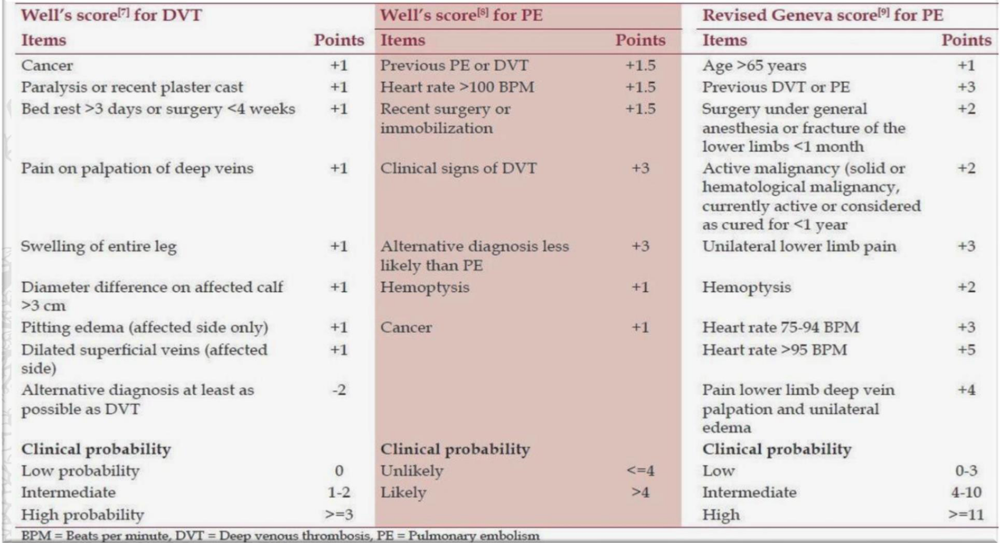 Well's score[7] for DVT
Items Points
Cancer +1
Paralysis or recent plaster cast +1
Bed rest >3 days or surgery <4 weeks +1
Pain on palpation of deep veins +1
Swelling of entire leg +1
Diameter difference on affected calf +1
>3 cm
Pitting edema (affected side only) +1
Dilated superficial veins (affected +1
side)
Alternative diagnosis at least as -2
possible as DVT
Clinical probability
Low probability 0
Intermediate 1-2
High probability >=3
Well's score[8] for PE
Items Points
Previous PE or DVT +1.5
Heart rate >100 BPM +1.5
Recent surgery or +1.5
immobilization
Clinical signs of DVT +3
Alternative diagnosis less +3
likely than PE
Hemoptysis +1
Cancer +1
Clinical probability
Unlikely <=4
Likely >4
Revised Geneva score[9] for PE
Items Points
Age >65 years +1
Previous DVT or PE +3
Surgery under general +2
anesthesia or fracture of the
lower limbs <1 month
Active malignancy (solid or +2
hematological malignancy,
currently active or considered
as cured for <1 year
Unilateral lower limb pain +3
Hemoptysis +2
Heart rate 75-94 BPM +3
Heart rate >95 BPM +5
Pain lower limb deep vein +4
palpation and unilateral
edema
Clinical probability
Low 0-3
Intermediate 4-10
High >=11
BPM = Beats per minute, DVT = Deep venous thrombosis, PE = Pulmonary embolism